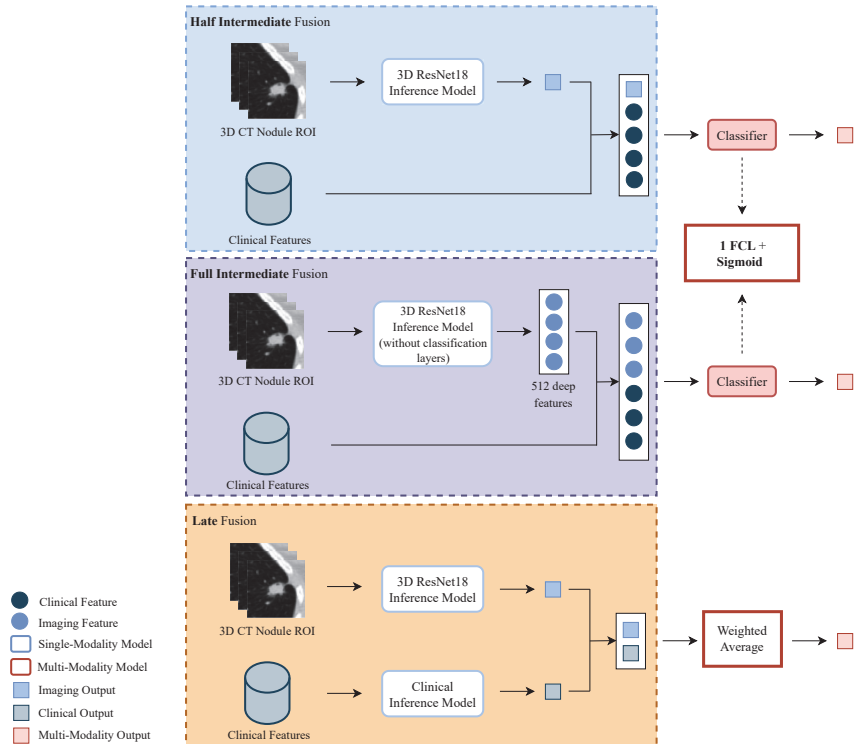 Half Intermediate Fusion
3D ResNet18
Inference Model
3D CT Nodule ROI
Clinical Features
Classifier
1 FCL +
Sigmoid
Full Intermediate Fusion
3D ResNet18
Inference Model
(without classification
layers)
3D CT Nodule ROI
512 deep
features
Clinical Features
Classifier
Late Fusion
3D ResNet18
Inference Model
3D CT Nodule ROI
Clinical
Inference Model
Clinical Features
Weighted
Average
Clinical Feature
Imaging Feature
Single-Modality Model
Multi-Modality Model
Imaging Output
Clinical Output
Multi-Modality Output